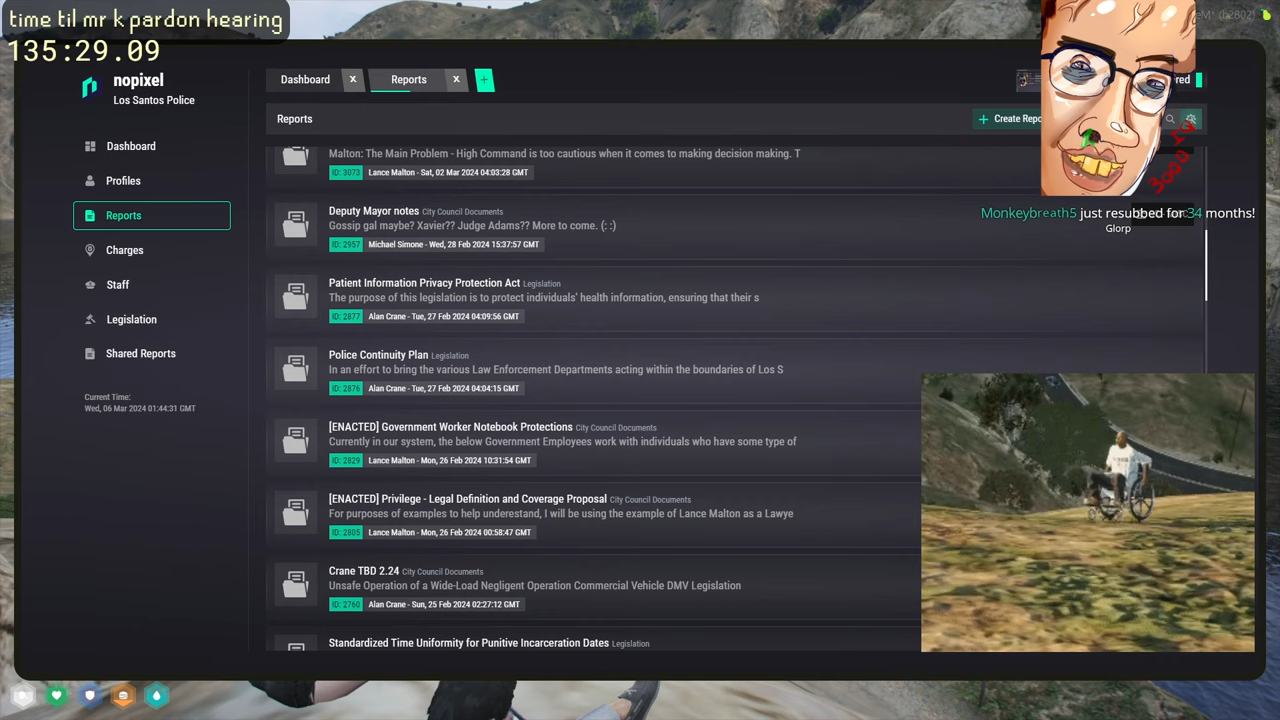 time til mr k pardon hearing
135:29.09
eM* (b2802)
nopixel
Los Santos Police
Dashboard
Profiles
Reports
Charges
Staff
Legislation
Shared Reports
Current Time:
Wed, 06 Mar 2024 01:44:31 GMT
Dashboard x Reports x +
red
Reports
+ Create Repo
Malton: The Main Problem - High Command is too cautious when it comes to making decision making. T
ID: 3073 Lance Malton - Sat, 02 Mar 2024 04:03:28 GMT
Deputy Mayor notes City Council Documents
Gossip gal maybe? Xavier?? Judge Adams?? More to come. (: :)
ID: 2957 Michael Simone - Wed, 28 Feb 2024 15:37:57 GMT
Patient Information Privacy Protection Act Legislation
The purpose of this legislation is to protect individuals' health information, ensuring that their s
ID: 2877 Alan Crane - Tue, 27 Feb 2024 04:09:56 GMT
Police Continuity Plan Legislation
In an effort to bring the various Law Enforcement Departments acting within the boundaries of Los S
ID: 2876 Alan Crane - Tue, 27 Feb 2024 04:04:15 GMT
[ENACTED] Government Worker Notebook Protections City Council Documents
Currently in our system, the below Government Employees work with individuals who have some type of
ID: 2829 Lance Malton - Mon, 26 Feb 2024 10:31:54 GMT
[ENACTED] Privilege - Legal Definition and Coverage Proposal City Council Documents
For purposes of examples to help underestand, I will be using the example of Lance Malton as a Lawye
ID: 2805 Lance Malton - Mon, 26 Feb 2024 00:58:47 GMT
Crane TBD 2.24 City Council Documents
Unsafe Operation of a Wide-Load Negligent Operation Commercial Vehicle DMV Legislation
ID: 2760 Alan Crane - Sun, 25 Feb 2024 02:27:12 GMT
Standardized Time Uniformity for Punitive Incarceration Dates Legislation
3000 IQ
Monkeybreath5 just resubbed for 34 months!
Glorp